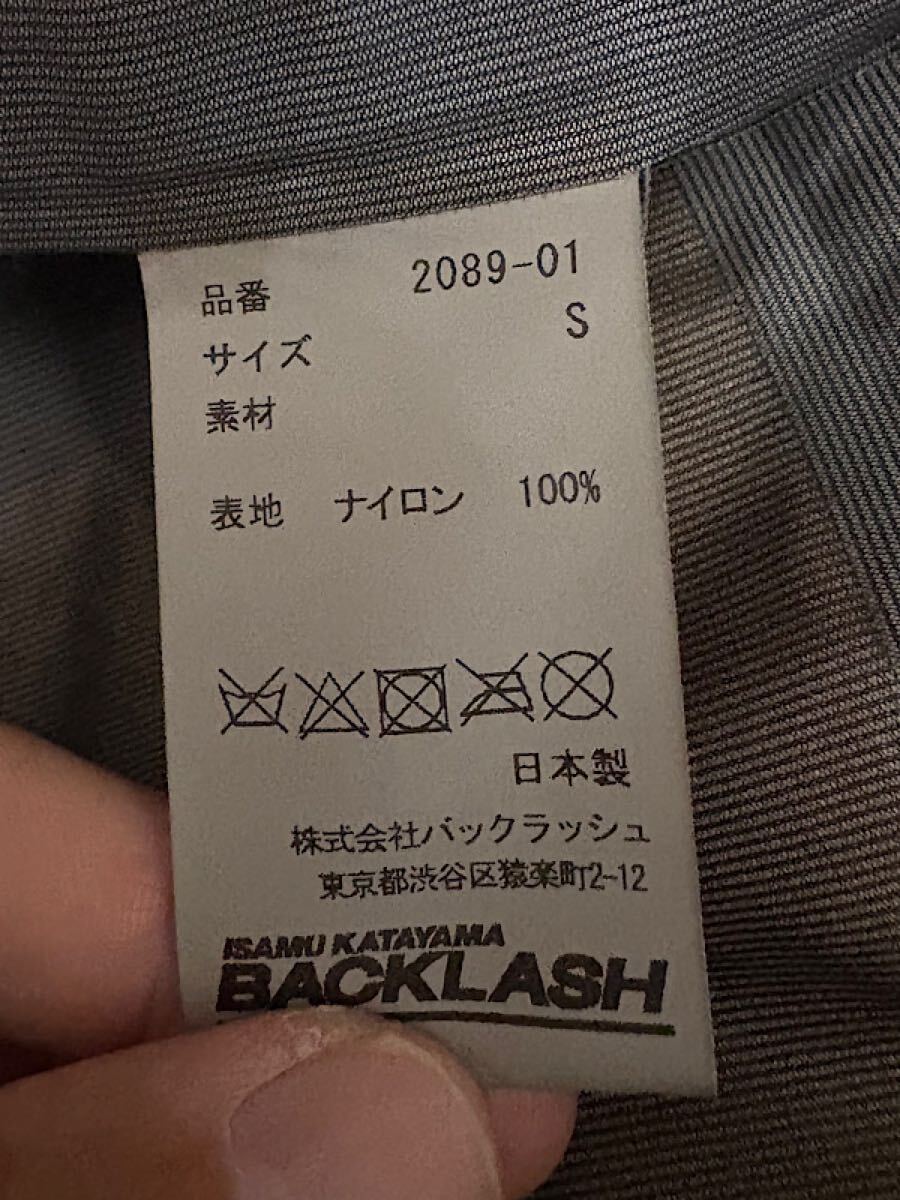 品番 2089-01
サイズ S
素材
表地 ナイロン 100%
日本製
株式会社バックラッシュ
東京都渋谷区猿楽町2-12
ISAMU KATAYAMA
BACKLASH